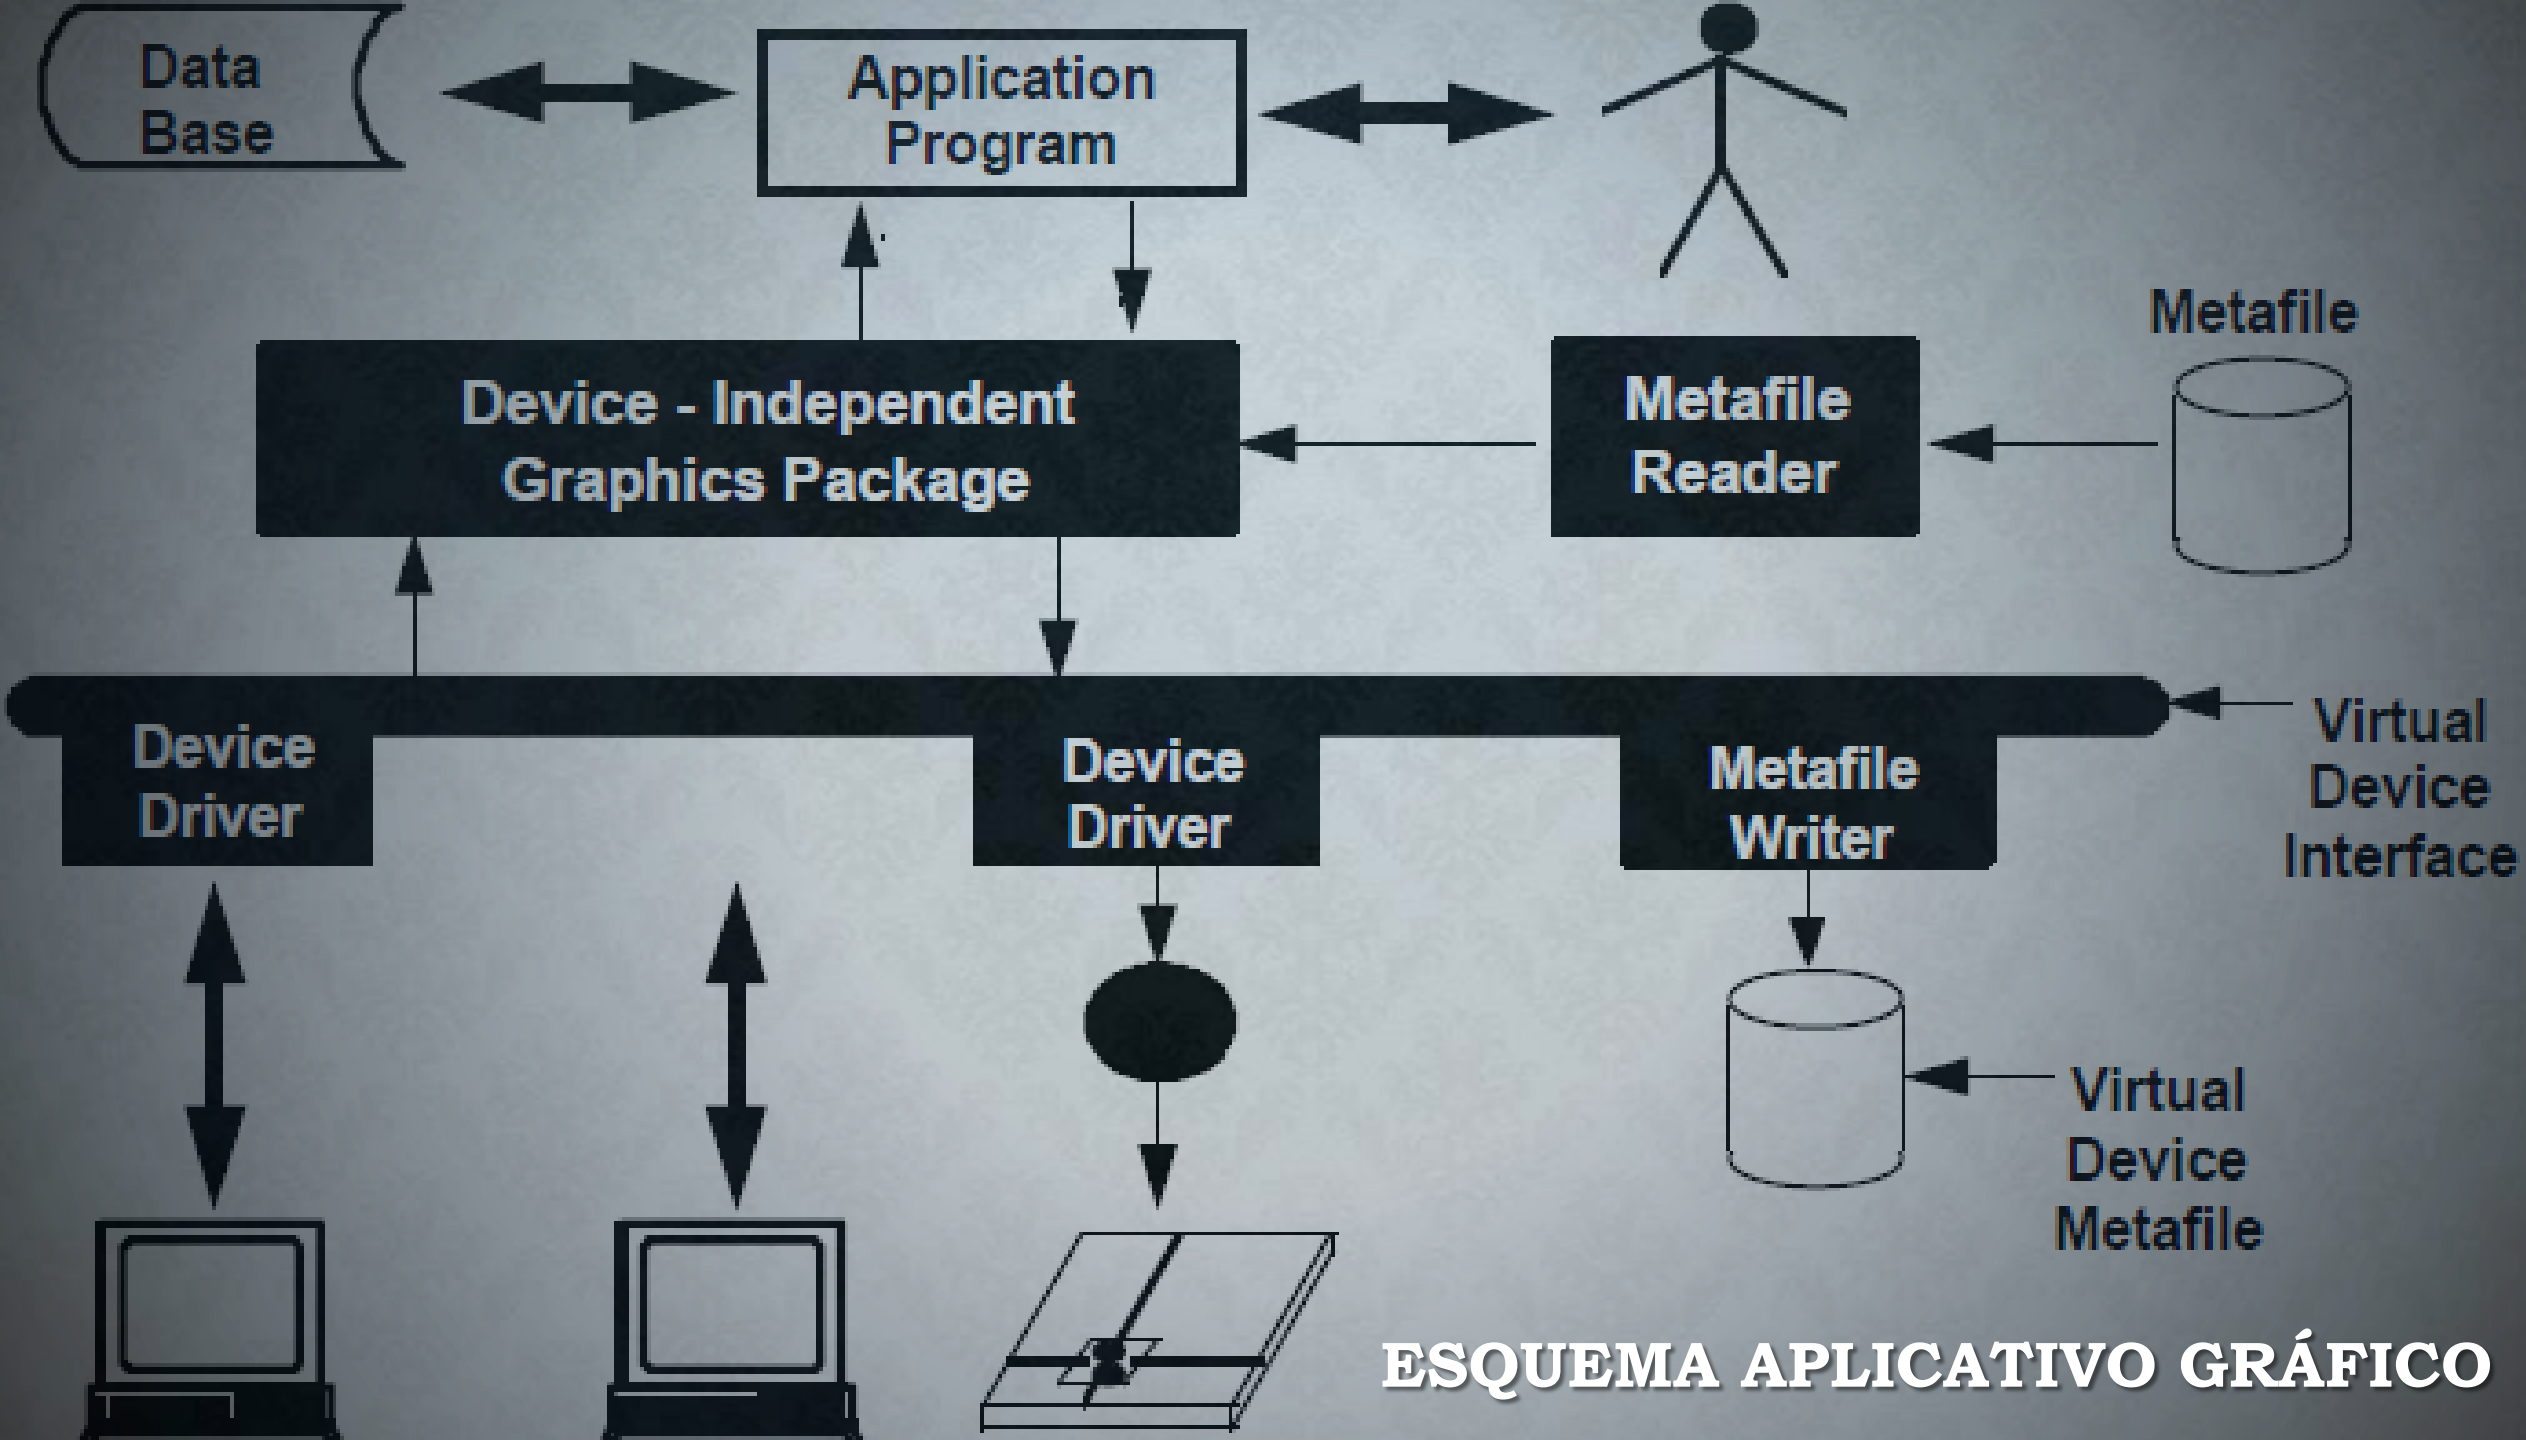 Data
Base
Application
Program
Metafile
Device - Independent
Graphics Package
Metafile
Reader
Device
Driver
Device
Driver
Metafile
Writer
Virtual
Device
Interface
Virtual
Device
Metafile
ESQUEMA APLICATIVO GRÁFICO